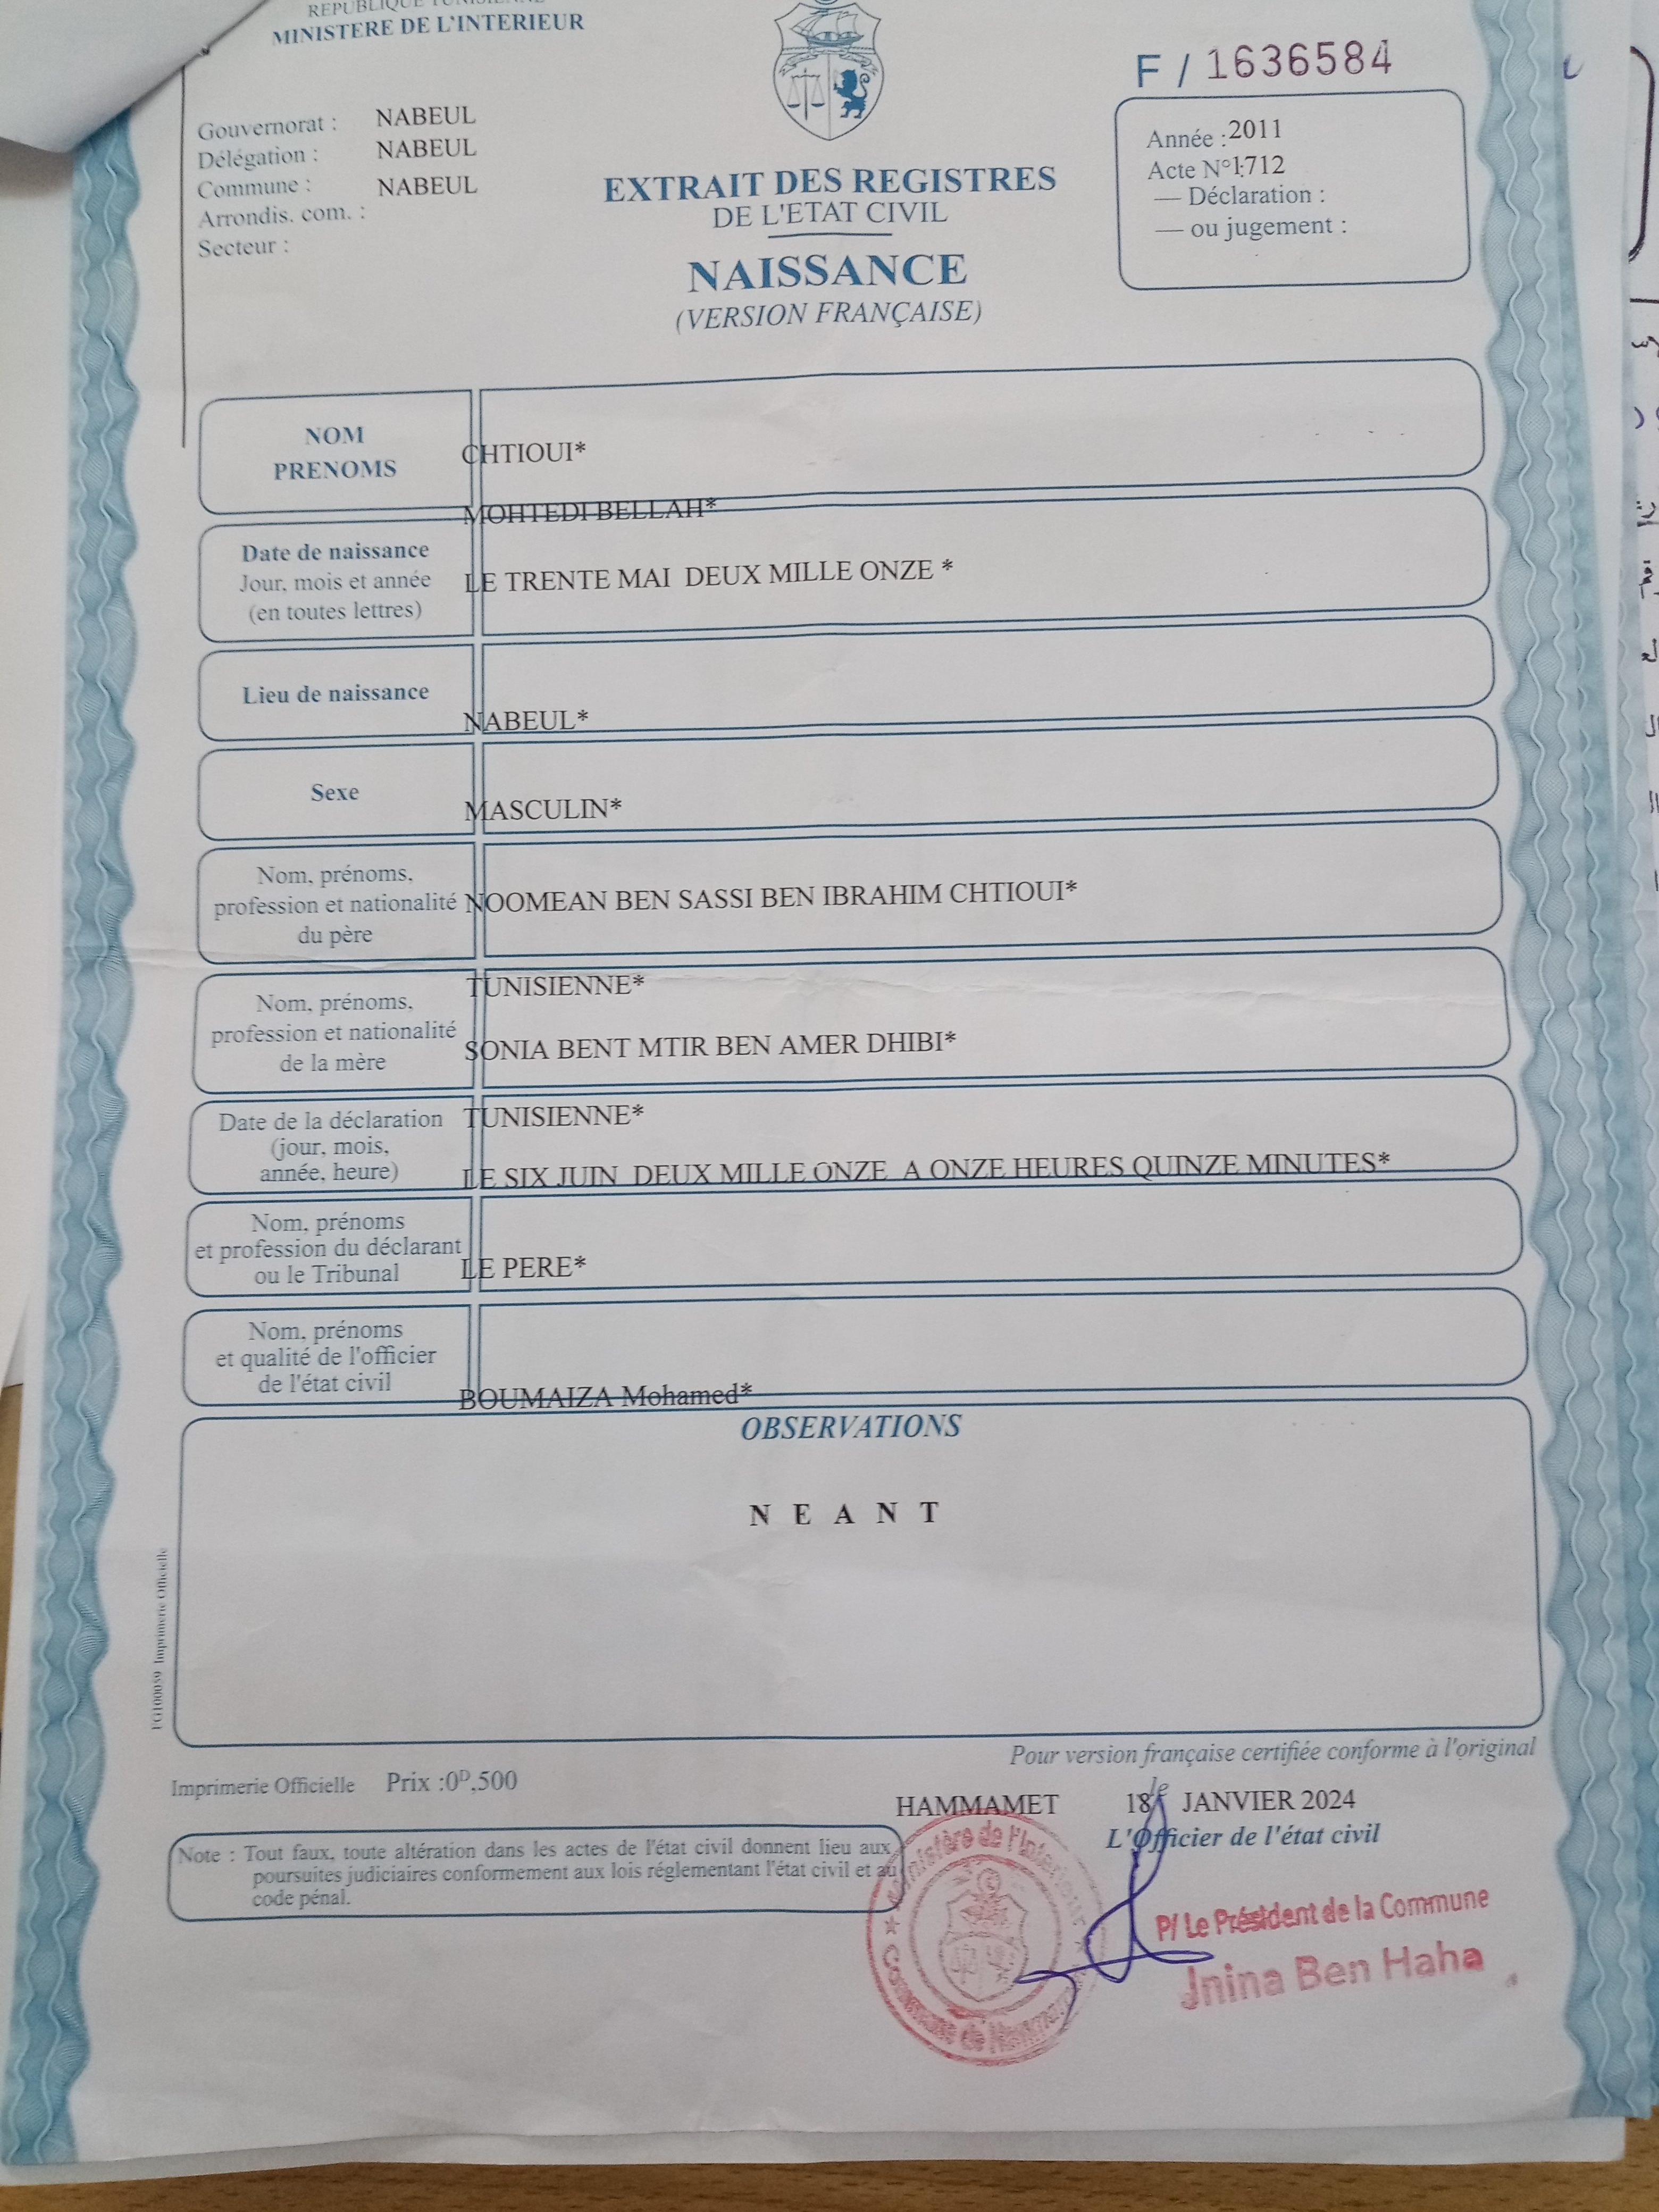 REPUBLIQUE TUNISIENNE
MINISTERE DE L'INTERIEUR
F / 1636584
Gouvernorat : NABEUL
Délégation : NABEUL
Commune : NABEUL
Arrondis. com. :
Secteur :
EXTRAIT DES REGISTRES
DE L'ETAT CIVIL
NAISSANCE
(VERSION FRANÇAISE)
Année : 2011
Acte N° 1712
— Déclaration :
— ou jugement :
NOM
PRENOMS
CHTIOUI*
MOHTEDI BELLAH*
Date de naissance
Jour, mois et année
(en toutes lettres)
LE TRENTE MAI DEUX MILLE ONZE *
Lieu de naissance
NABEUL*
Sexe
MASCULIN*
Nom, prénoms,
profession et nationalité
du père
NOOMEAN BEN SASSI BEN IBRAHIM CHTIOUI*
TUNISIENNE*
Nom, prénoms,
profession et nationalité
de la mère
SONIA BENT MTIR BEN AMER DHIBI*
TUNISIENNE*
Date de la déclaration
(jour, mois,
année, heure)
LE SIX JUIN DEUX MILLE ONZE A ONZE HEURES QUINZE MINUTES*
Nom, prénoms
et profession du déclarant
ou le Tribunal
LE PERE*
Nom, prénoms
et qualité de l'officier
de l'état civil
BOUMAIZA Mohamed*
OBSERVATIONS
N E A N T
Imprimerie Officielle
Pour version française certifiée conforme à l'original
Imprimerie Officielle Prix :0D,500
HAMMAMET le 18 JANVIER 2024
L'Officier de l'état civil
Note : Tout faux, toute altération dans les actes de l'état civil donnent lieu aux
poursuites judiciaires conformement aux lois réglementant l'état civil et au
code pénal.
Ministère de l'Interieur
Commune de Hammamet
P/ Le Président de la Commune
Jnina Ben Haha